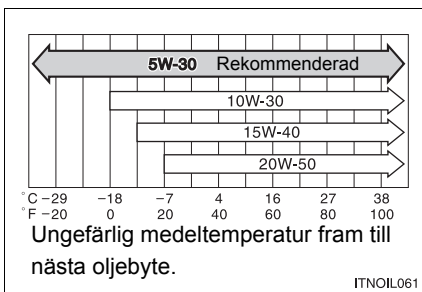 5W-30 Rekommenderad
10W-30
15W-40
20W-50
°C -29 -18 -7 4 16 27 38
°F -20 0 20 40 60 80 100
Ungefärlig medeltemperatur fram till
nästa oljebyte.
ITNOIL061